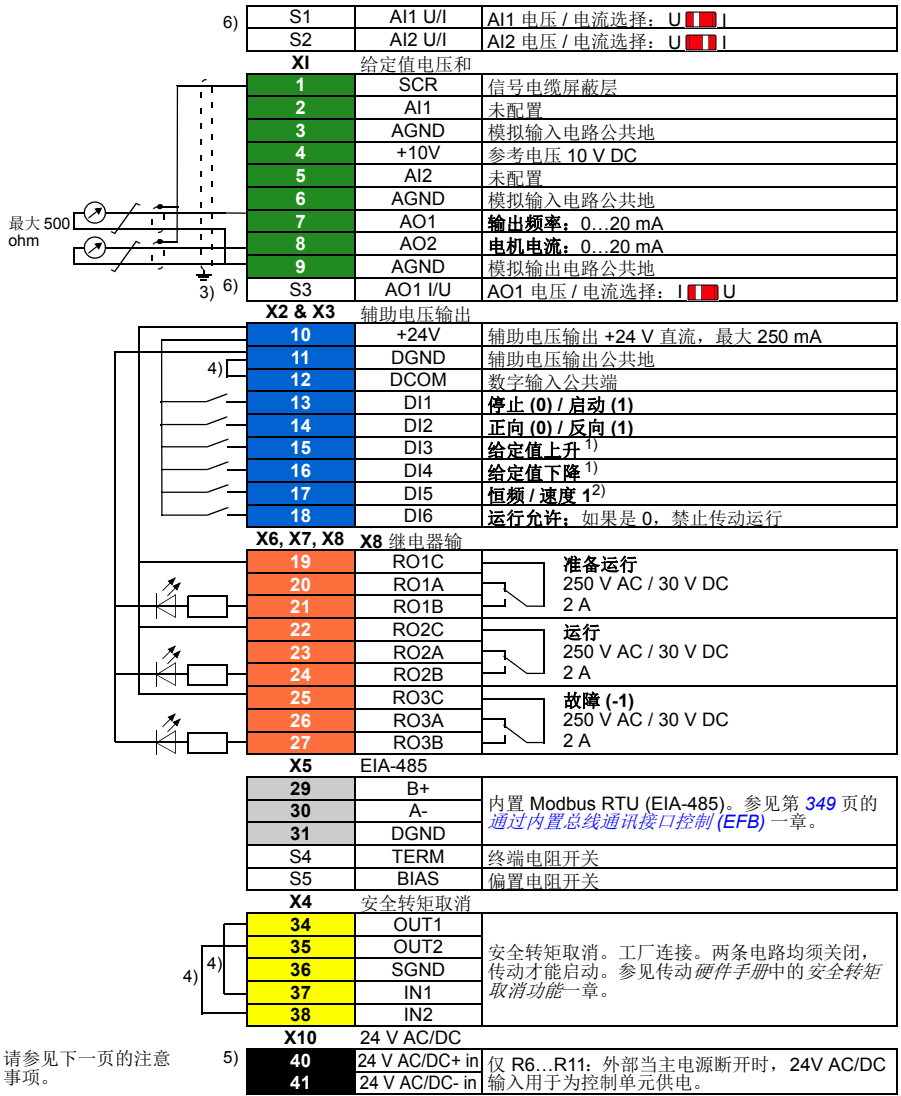 6) S1 AI1 U/I AI1 电压 / 电流选择： U I
S2 AI2 U/I AI2 电压 / 电流选择： U I
XI 给定值电压和
1 SCR 信号电缆屏蔽层
2 AI1 未配置
3 AGND 模拟输入电路公共地
4 +10V 参考电压 10 V DC
5 AI2 未配置
6 AGND 模拟输入电路公共地
最大 500
ohm
7 AO1 输出频率：0…20 mA
8 AO2 电机电流：0…20 mA
9 AGND 模拟输出电路公共地
3) 6) S3 AO1 I/U AO1 电压 / 电流选择： I U
X2 & X3 辅助电压输出
10 +24V 辅助电压输出 +24 V 直流，最大 250 mA
11 DGND 辅助电压输出公共地
4)
12 DCOM 数字输入公共端
13 DI1 停止 (0) / 启动 (1)
14 DI2 正向 (0) / 反向 (1)
15 DI3 给定值上升 1)
16 DI4 给定值下降 1)
17 DI5 恒频 / 速度 1 2)
18 DI6 运行允许；如果是 0，禁止传动运行
X6, X7, X8 X8 继电器输
19 RO1C 准备运行
20 RO1A 250 V AC / 30 V DC
21 RO1B 2 A
22 RO2C 运行
23 RO2A 250 V AC / 30 V DC
24 RO2B 2 A
25 RO3C 故障 (-1)
26 RO3A 250 V AC / 30 V DC
27 RO3B 2 A
X5 EIA-485
29 B+
30 A-
31 DGND
内置 Modbus RTU (EIA-485)。参见第 349 页的
通过内置总线通讯接口控制 (EFB) 一章。
S4 TERM 终端电阻开关
S5 BIAS 偏置电阻开关
X4 安全转矩取消
34 OUT1
35 OUT2
4) 4) 36 SGND
37 IN1
38 IN2
安全转矩取消。工厂连接。两条电路均须关闭，
传动才能启动。参见传动硬件手册中的安全转矩
取消功能一章。
X10 24 V AC/DC
5) 40 24 V AC/DC+ in
41 24 V AC/DC- in
仅 R6…R11：外部当主电源断开时，24V AC/DC
输入用于为控制单元供电。
请参见下一页的注意
事项。